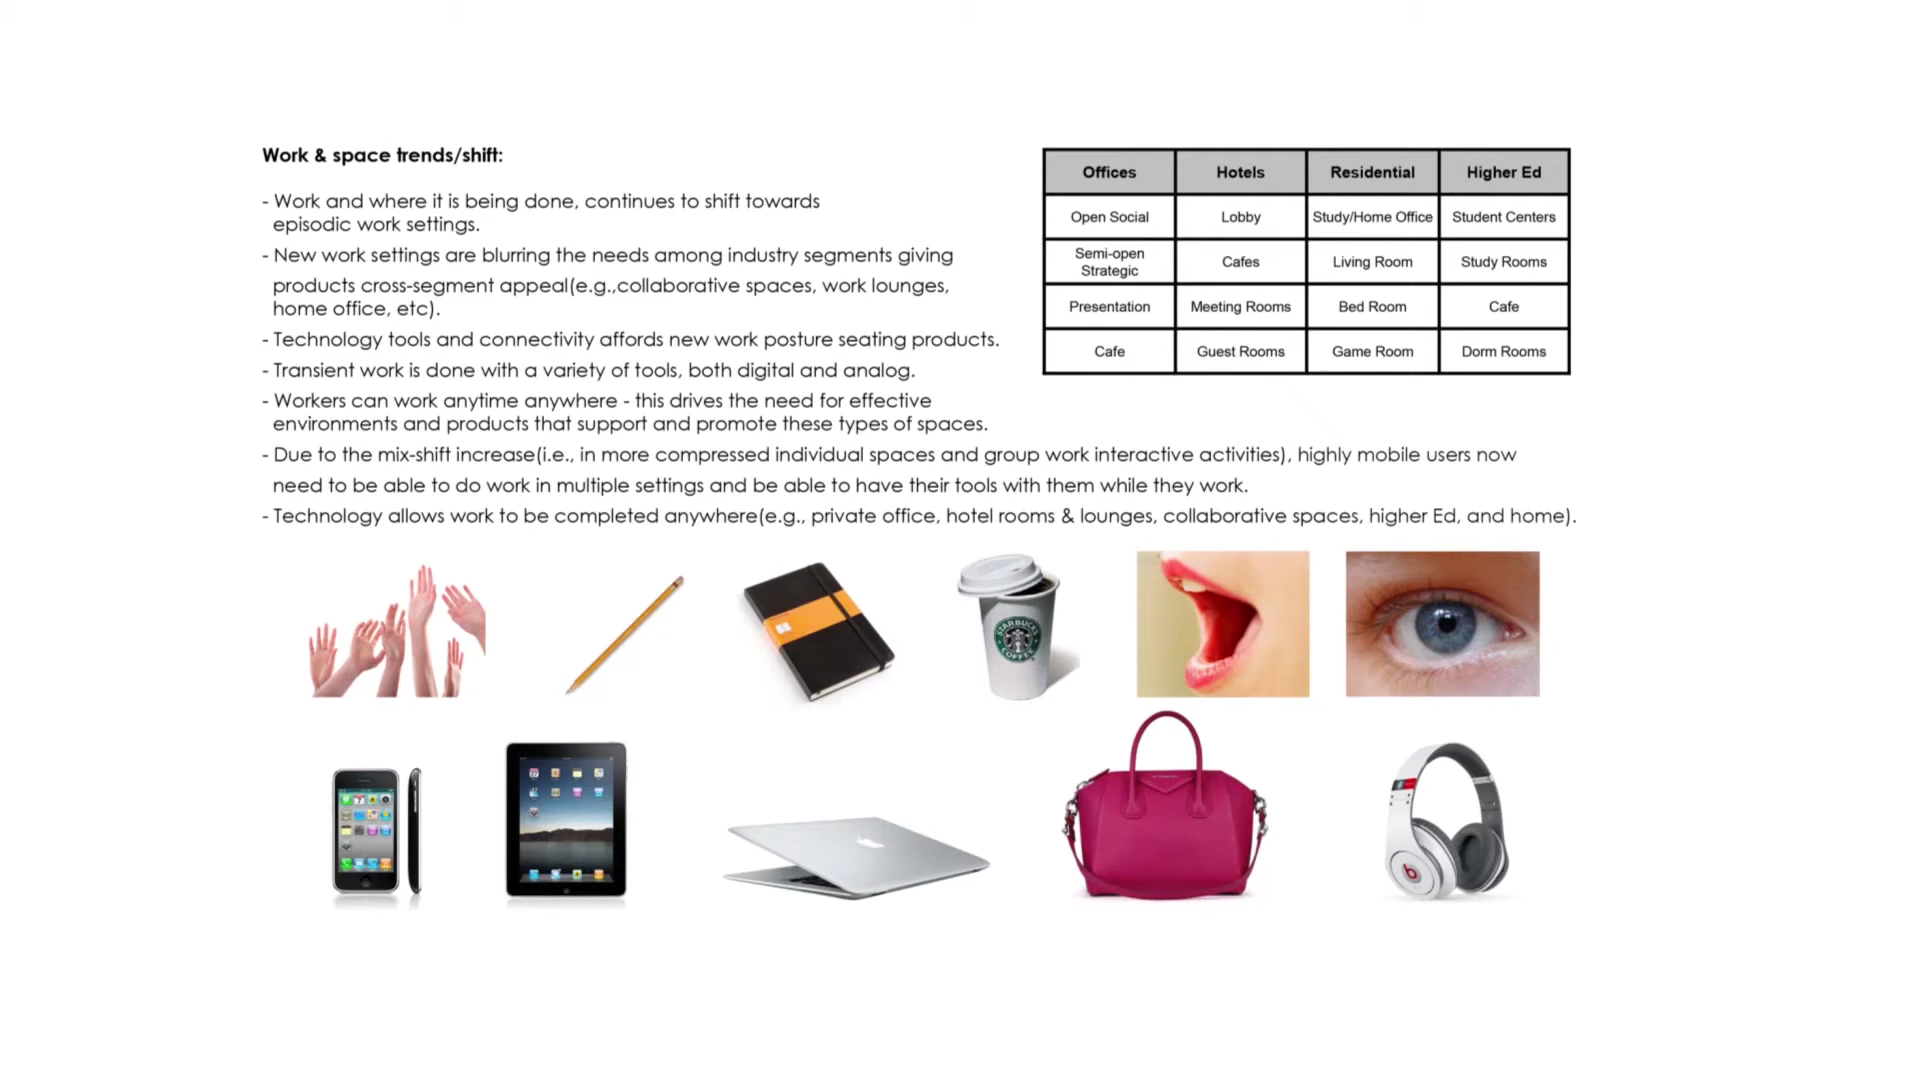 Work & space trends/shift:
- Work and where it is being done, continues to shift towards
episodic work settings.
- New work settings are blurring the needs among industry segments giving
products cross-segment appeal(e.g.,collaborative spaces, work lounges,
home office, etc).
- Technology tools and connectivity affords new work posture seating products.
- Transient work is done with a variety of tools, both digital and analog.
- Workers can work anytime anywhere - this drives the need for effective
environments and products that support and promote these types of spaces.
- Due to the mix-shift increase(i.e., in more compressed individual spaces and group work interactive activities), highly mobile users now
need to be able to do work in multiple settings and be able to have their tools with them while they work.
- Technology allows work to be completed anywhere(e.g., private office, hotel rooms & lounges, collaborative spaces, higher Ed, and home).
Offices Hotels Residential Higher Ed
Open Social Lobby Study/Home Office Student Centers
Semi-open
Strategic Cafes Living Room Study Rooms
Presentation Meeting Rooms Bed Room Cafe
Cafe Guest Rooms Game Room Dorm Rooms
STARBUCKS
COFFEE
b